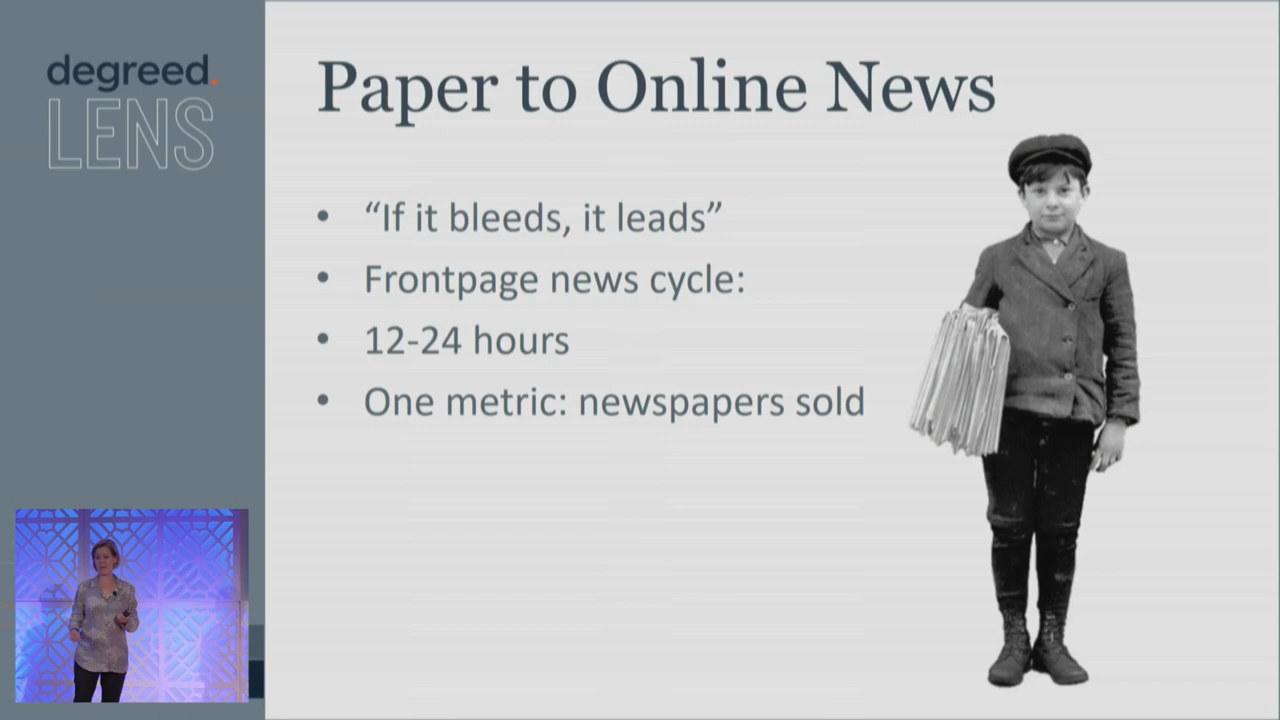 degreed.
LENS
Paper to Online News
• “If it bleeds, it leads”
• Frontpage news cycle:
• 12-24 hours
• One metric: newspapers sold